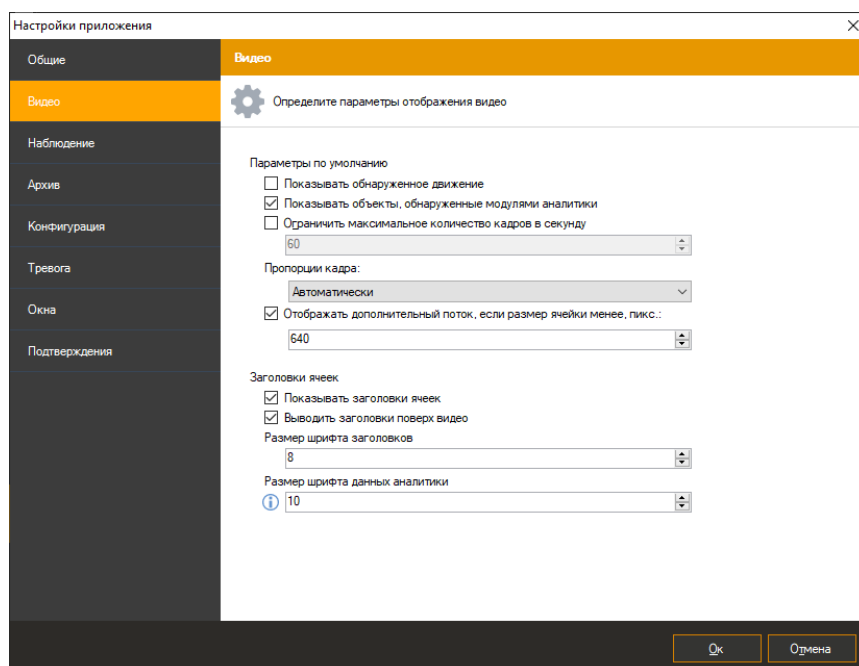 Настройки приложения
Общие
Видео
Наблюдение
Архив
Конфигурация
Тревога
Окна
Подтверждения
Видео
Определите параметры отображения видео
Параметры по умолчанию
Показывать обнаруженное движение
Показывать объекты, обнаруженные модулями аналитики
Ограничить максимальное количество кадров в секунду
60
Пропорции кадра:
Автоматически
Отображать дополнительный поток, если размер ячейки менее, пикс.:
640
Заголовки ячеек
Показывать заголовки ячеек
Выводить заголовки поверх видео
Размер шрифта заголовков
8
Размер шрифта данных аналитики
10
Ок
Отмена